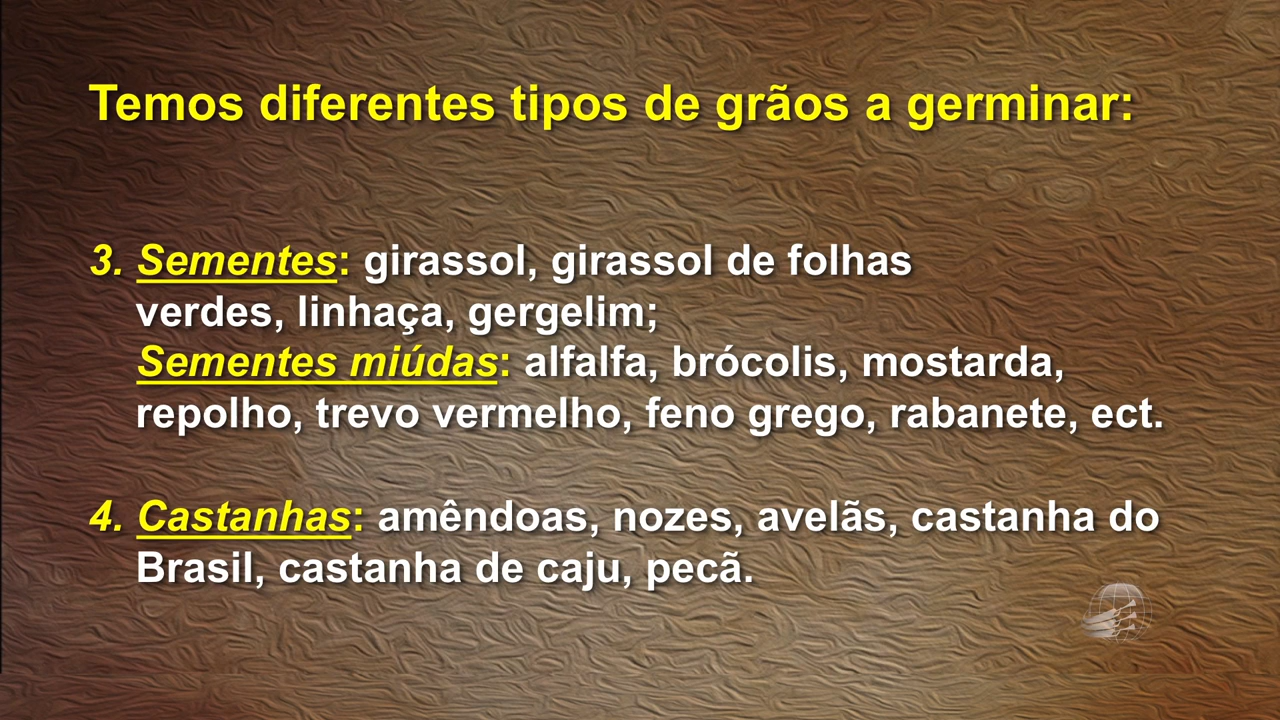 Temos diferentes tipos de grãos a germinar:
3. Sementes: girassol, girassol de folhas
verdes, linhaça, gergelim;
Sementes miúdas: alfalfa, brócolis, mostarda,
repolho, trevo vermelho, feno grego, rabanete, ect.
4. Castanhas: amêndoas, nozes, avelãs, castanha do
Brasil, castanha de caju, pecã.